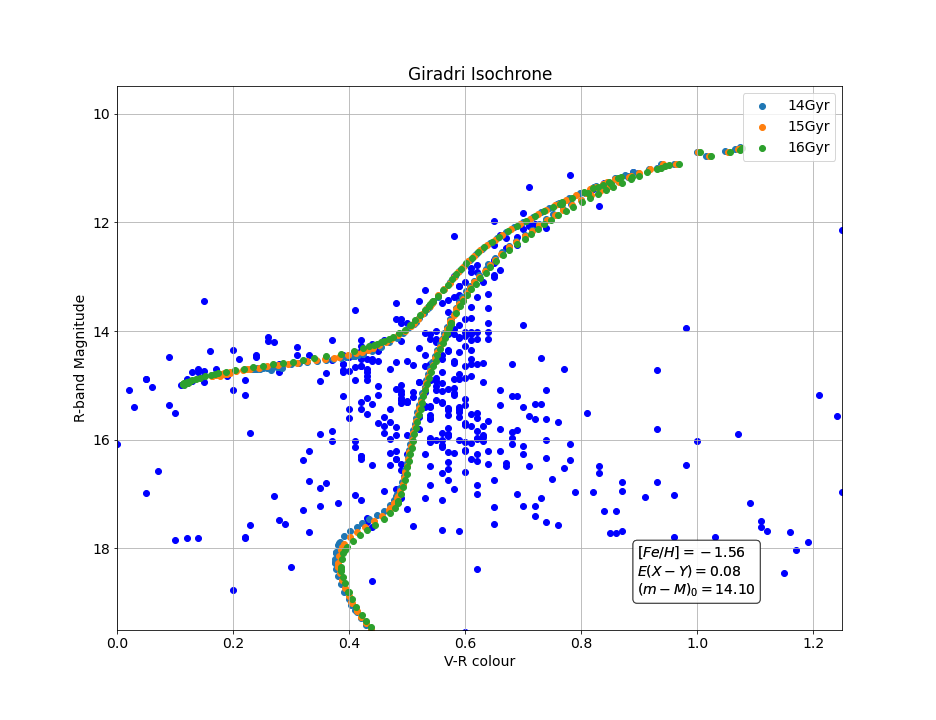 Giradri Isochrone
R-band Magnitude
10
12
14
16
18
14Gyr
15Gyr
16Gyr
[Fe/H] = −1.56
E(X − Y) = 0.08
(m − M)₀ = 14.10
0.0 0.2 0.4 0.6 0.8 1.0 1.2
V-R colour